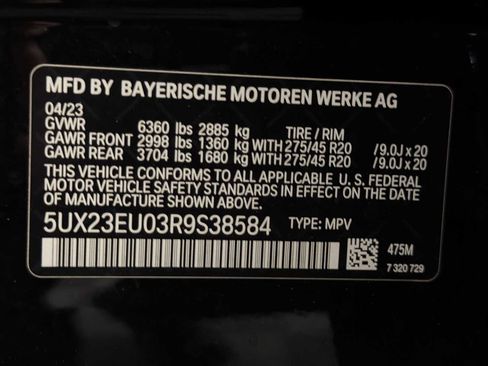 MFD BY BAYERISCHE MOTOREN WERKE AG
04/23
GVWR 6360 lbs 2885 kg TIRE / RIM
GAWR FRONT 2998 lbs 1360 kg WITH 275/45 R20 /9.0J x 20
GAWR REAR 3704 lbs 1680 kg WITH 275/45 R20 /9.0J x 20
THIS VEHICLE CONFORMS TO ALL APPLICABLE U. S. FEDERAL
MOTOR VEHICLE SAFETY STANDARDS IN EFFECT ON THE
DATE OF MANUFACTURE SHOWN ABOVE.
5UX23EU03R9S38584 TYPE: MPV
475M
7 320 729